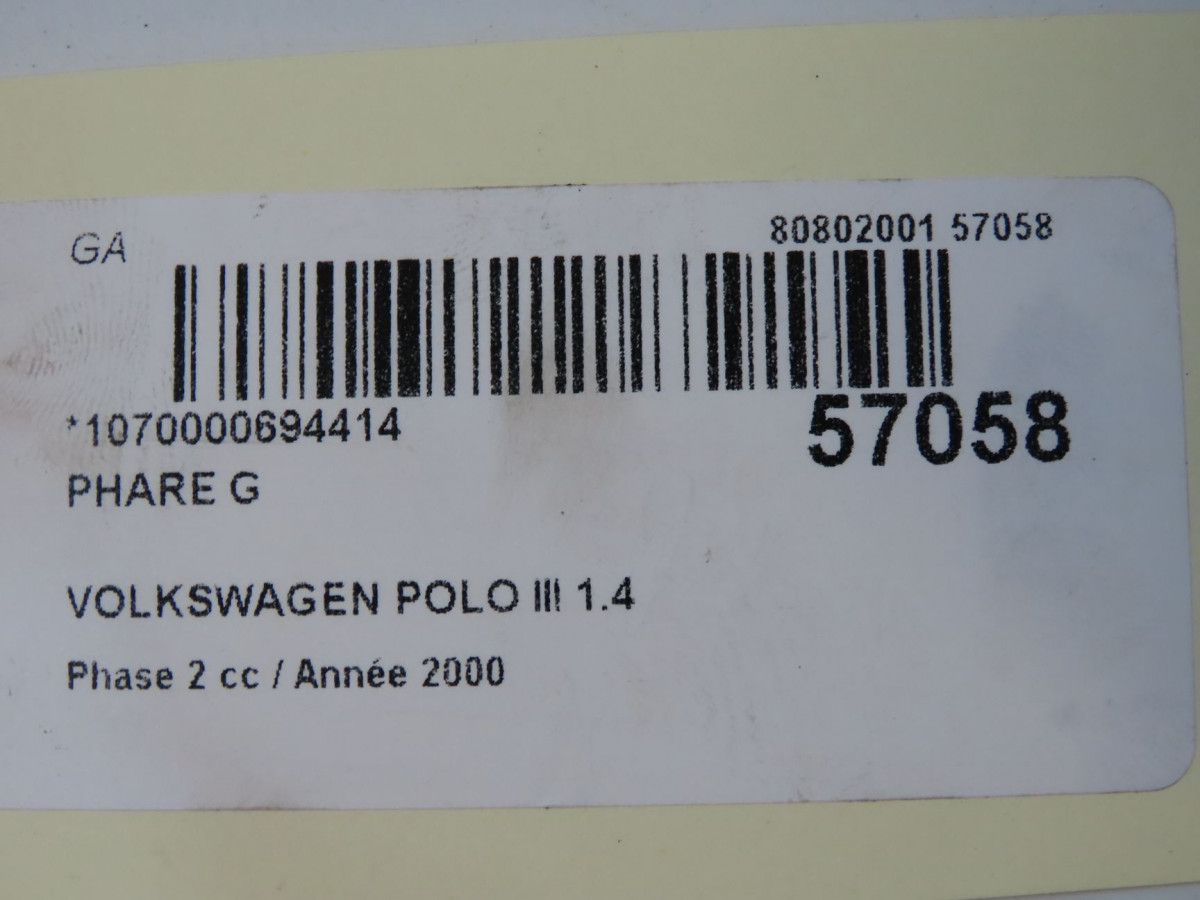 GA
80802001 57058
*1070000694414
57058
PHARE G
VOLKSWAGEN POLO III 1.4
Phase 2 cc / Année 2000